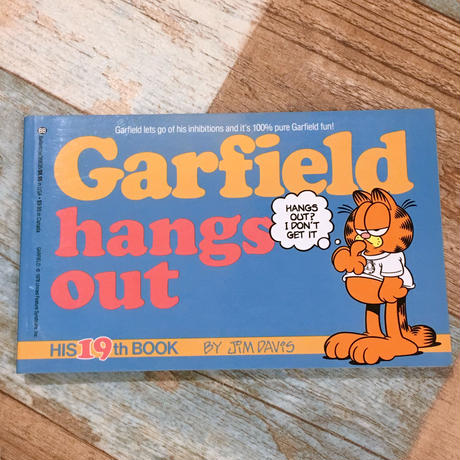 Garfield lets go of his inhibitions and it's 100% pure Garfield fun!
Garfield
hangs
out
HANGS
OUT?
I DON'T
GET IT
HIS 19th BOOK
BY JIM DAVIS
BB